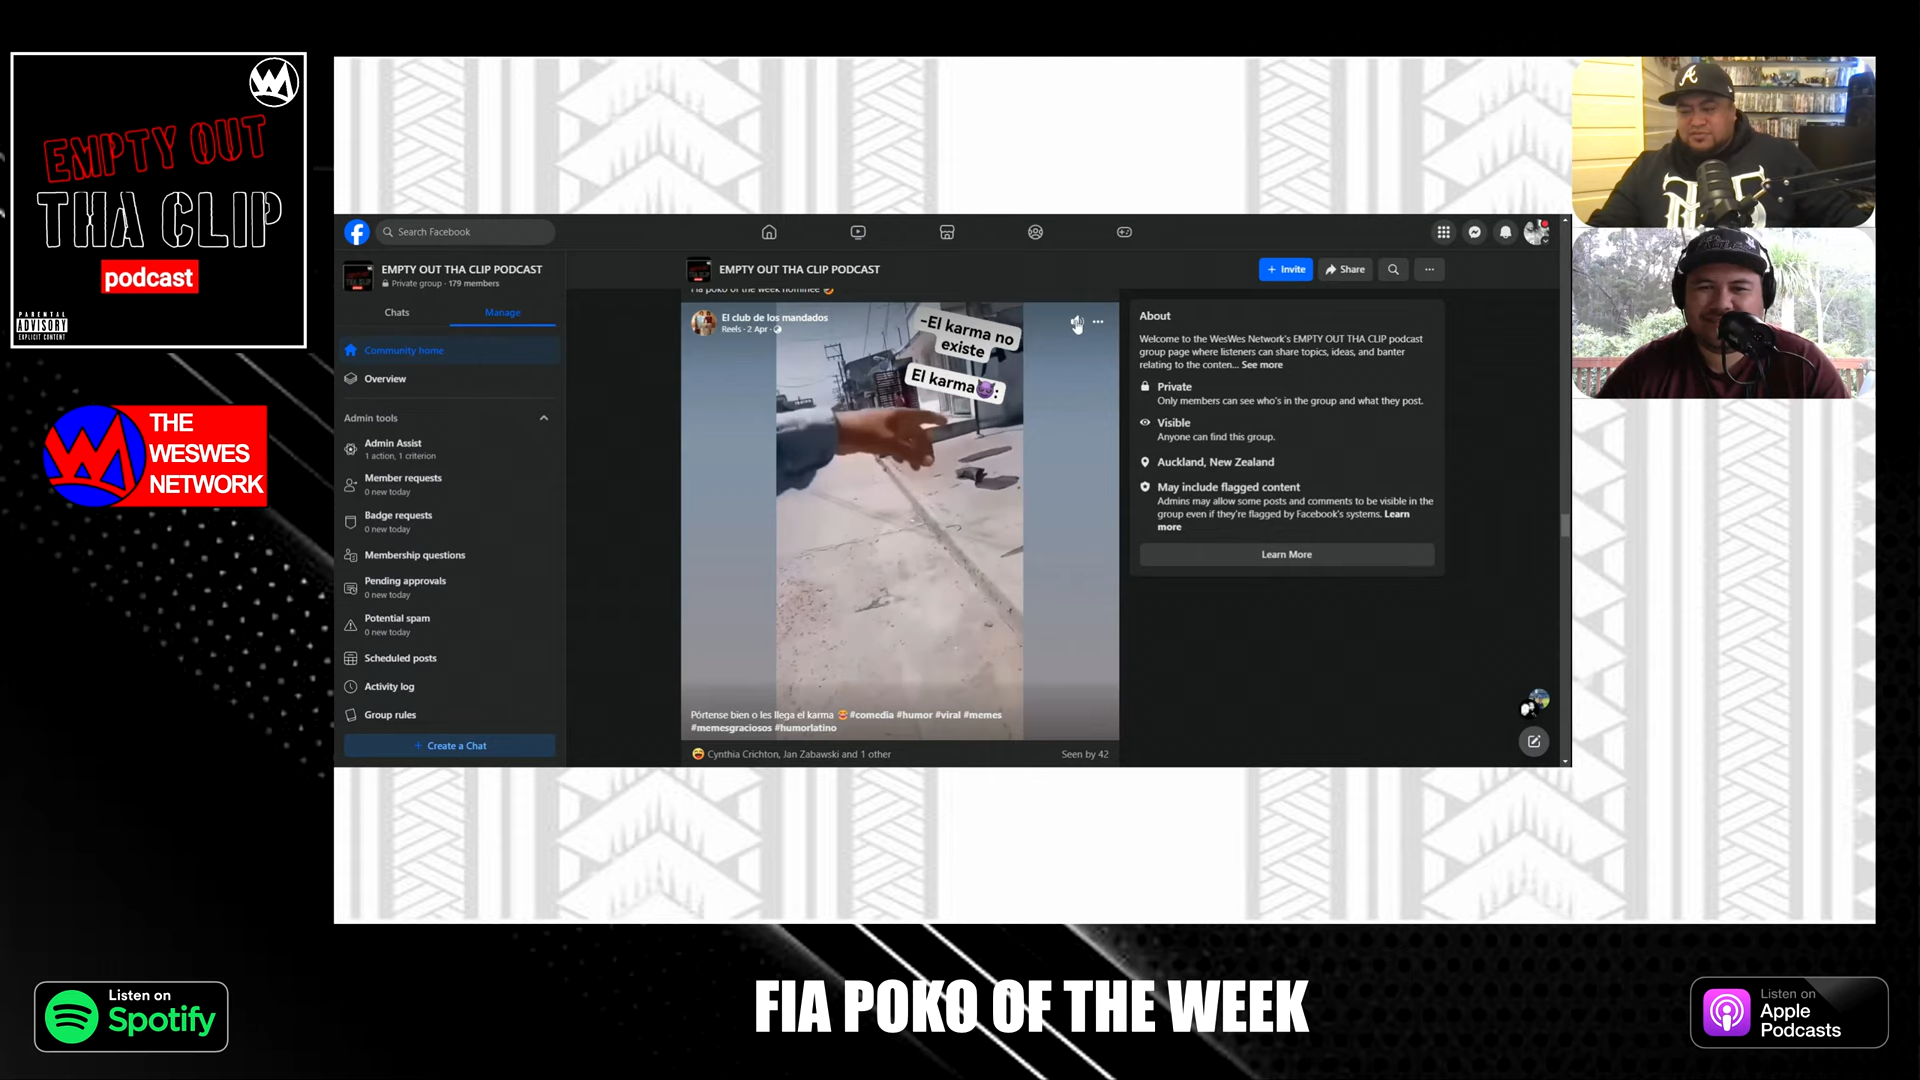 EMPTY OUT
THA CLIP
podcast
PARENTAL
ADVISORY
EXPLICIT CONTENT
THE
WESWES
NETWORK
Search Facebook
EMPTY OUT THA CLIP PODCAST
Private group · 179 members
Chats
Manage
Community home
Overview
Admin tools
Admin Assist
1 action, 1 criterion
Member requests
0 new today
Badge requests
0 new today
Membership questions
Pending approvals
0 new today
Potential spam
0 new today
Scheduled posts
Activity log
Group rules
+ Create a Chat
EMPTY OUT THA CLIP PODCAST
+ Invite
Share
Fia poko of the week nominee
El club de los mandados
Reels · 2 Apr ·
-El karma no
existe
El karma😈:
Pórtense bien o les llega el karma #comedia #humor #viral #memes
#memesgraciosos #humorlatino
Cynthia Crichton, Jan Zabawski and 1 other
Seen by 42
About
Welcome to the WesWes Network's EMPTY OUT THA CLIP podcast
group page where listeners can share topics, ideas, and banter
relating to the conten... See more
Private
Only members can see who's in the group and what they post.
Visible
Anyone can find this group.
Auckland, New Zealand
May include flagged content
Admins may allow some posts and comments to be visible in the
group even if they're flagged by Facebook's systems. Learn
more
Learn More
Listen on
Spotify
FIA POKO OF THE WEEK
Listen on
Apple
Podcasts